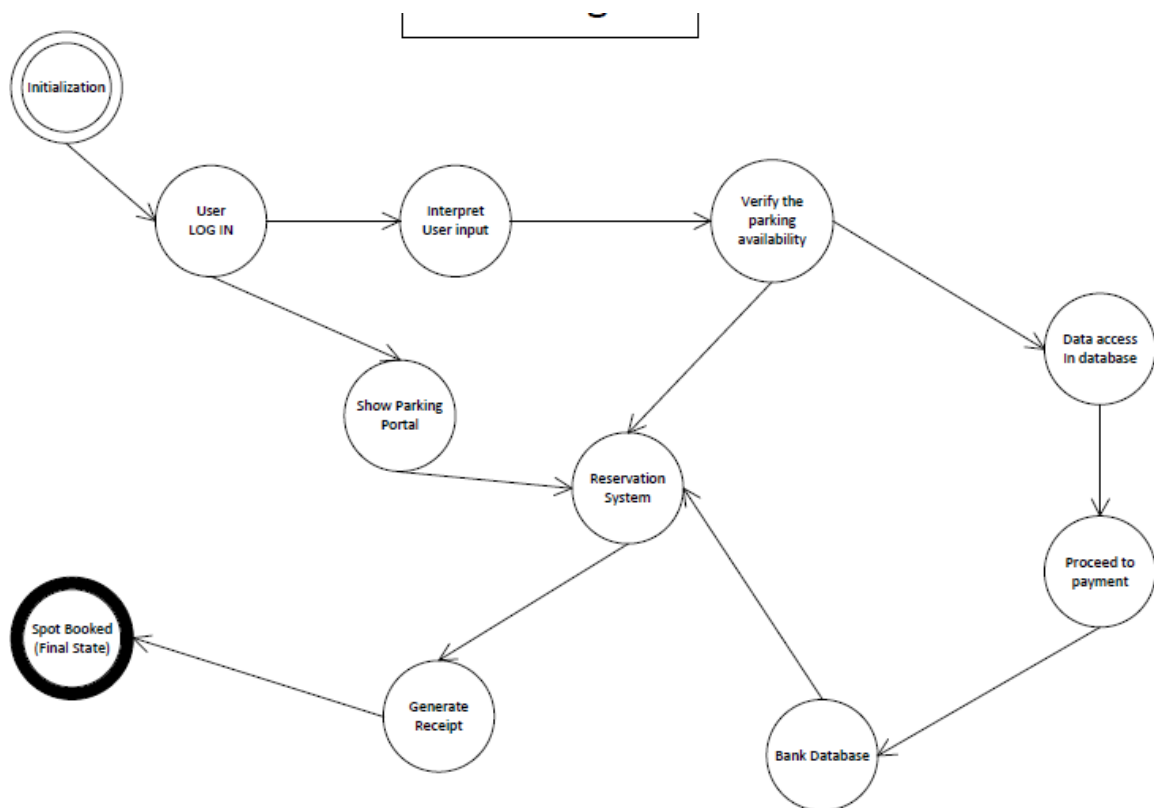 Initialization
User
LOG IN
Interpret
User input
Verify the
parking
availability
Data access
In database
Show Parking
Portal
Reservation
System
Proceed to
payment
Spot Booked
(Final State)
Generate
Receipt
Bank Database